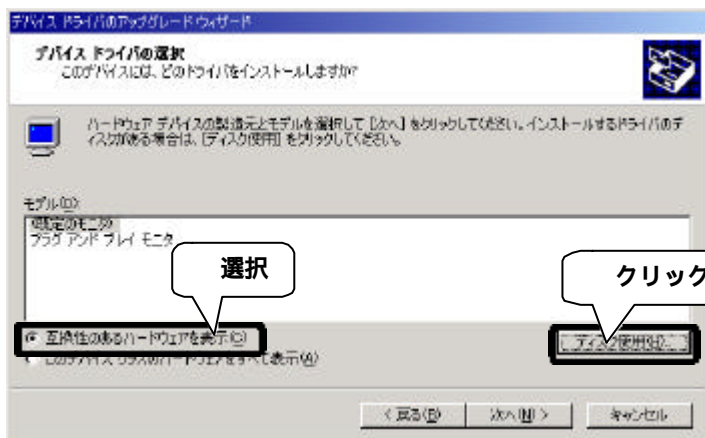 デバイス ドライバのアップグレード ウィザード
デバイス ドライバの選択
このデバイスには、どのドライバをインストールしますか?
ハードウェア デバイスの製造元とモデルを選択して [次へ] をクリックしてください。インストールするドライバのデ
ィスクがある場合は、[ディスク使用] をクリックしてください。
モデル(D):
(既定のモニタ)
プラグ アンド プレイ モニタ
選択
クリック
互換性のあるハードウェアを表示(C)
ディスク使用(H)...
このデバイス クラスのハードウェアをすべて表示(A)
< 戻る(B)
次へ(N) >
キャンセル